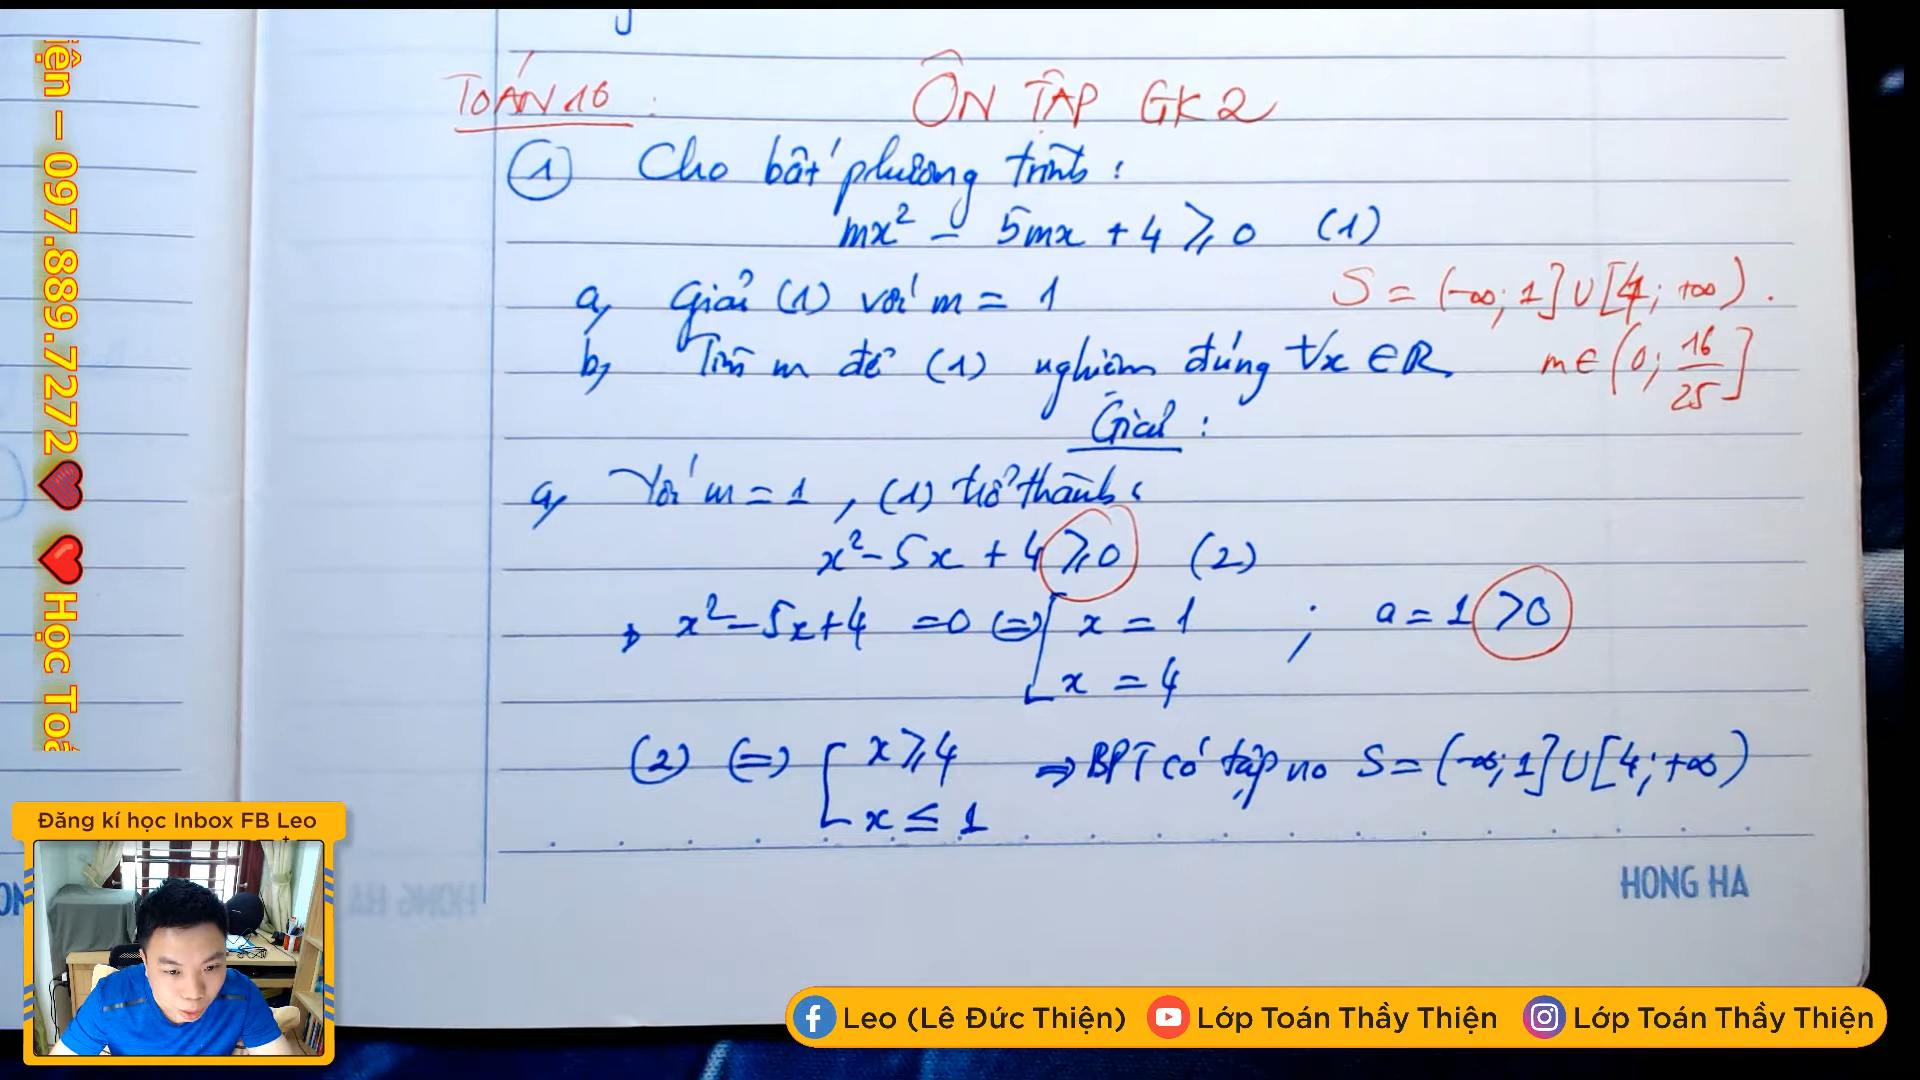 TOÁN 10 : ÔN TẬP GK2
① Cho bất phương trình :
mx² - 5mx + 4 ⩾ 0 (1)
a, Giải (1) với m = 1 S = (-∞; 1] ∪ [4; +∞).
b, Tìm m để (1) nghiệm đúng ∀x ∈ R. m ∈ (0; 16/25]
Giải :
a, Với m = 1, (1) trở thành :
x² - 5x + 4 ⩾ 0 (2)
x² - 5x + 4 = 0 (=) [ x = 1 ; a = 1 > 0
x = 4
(2) (=) [ x ⩾ 4 => BPT có tập no S = (-∞; 1] ∪ [4; +∞)
x ≤ 1
HONG HA
iện – 097.889.7272 ❤ ❤ Học Toá
Đăng kí học Inbox FB Leo
Leo (Lê Đức Thiện) Lớp Toán Thầy Thiện Lớp Toán Thầy Thiện